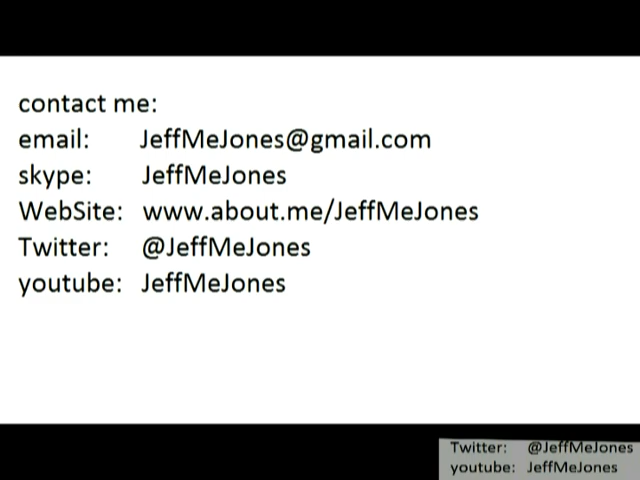 contact me:
email: JeffMeJones@gmail.com
skype: JeffMeJones
WebSite: www.about.me/JeffMeJones
Twitter: @JeffMeJones
youtube: JeffMeJones
Twitter: @JeffMeJones
youtube: JeffMeJones